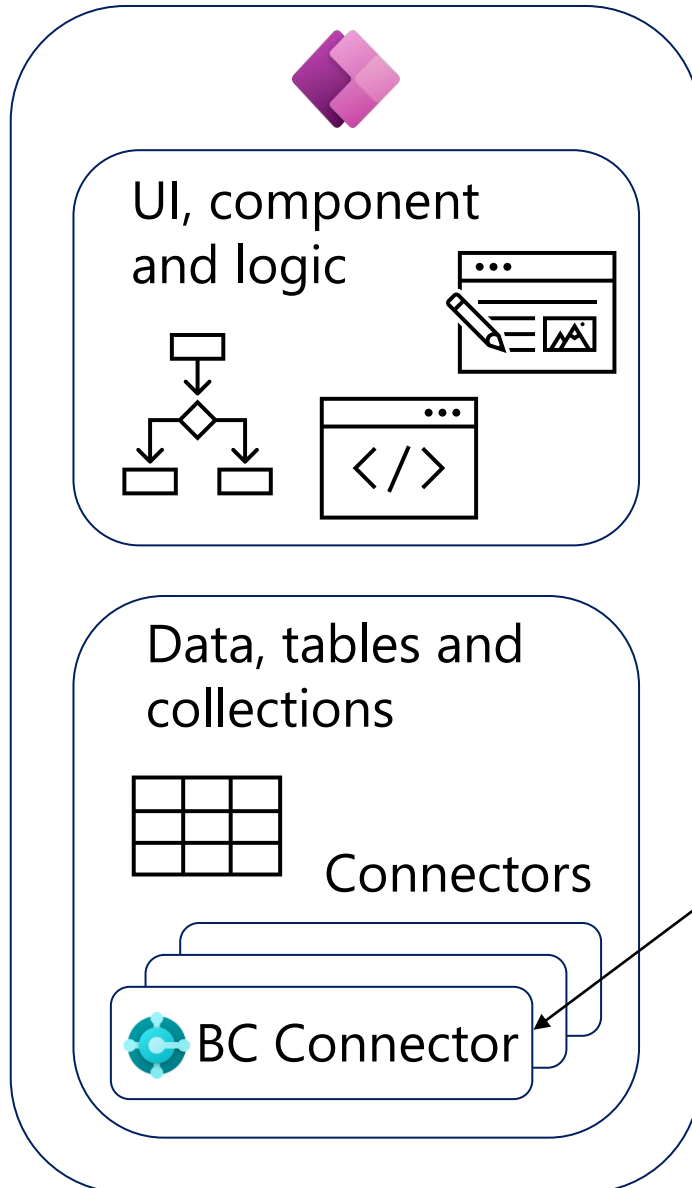 UI, component
and logic
</>
Data, tables and
collections
Connectors
BC Connector